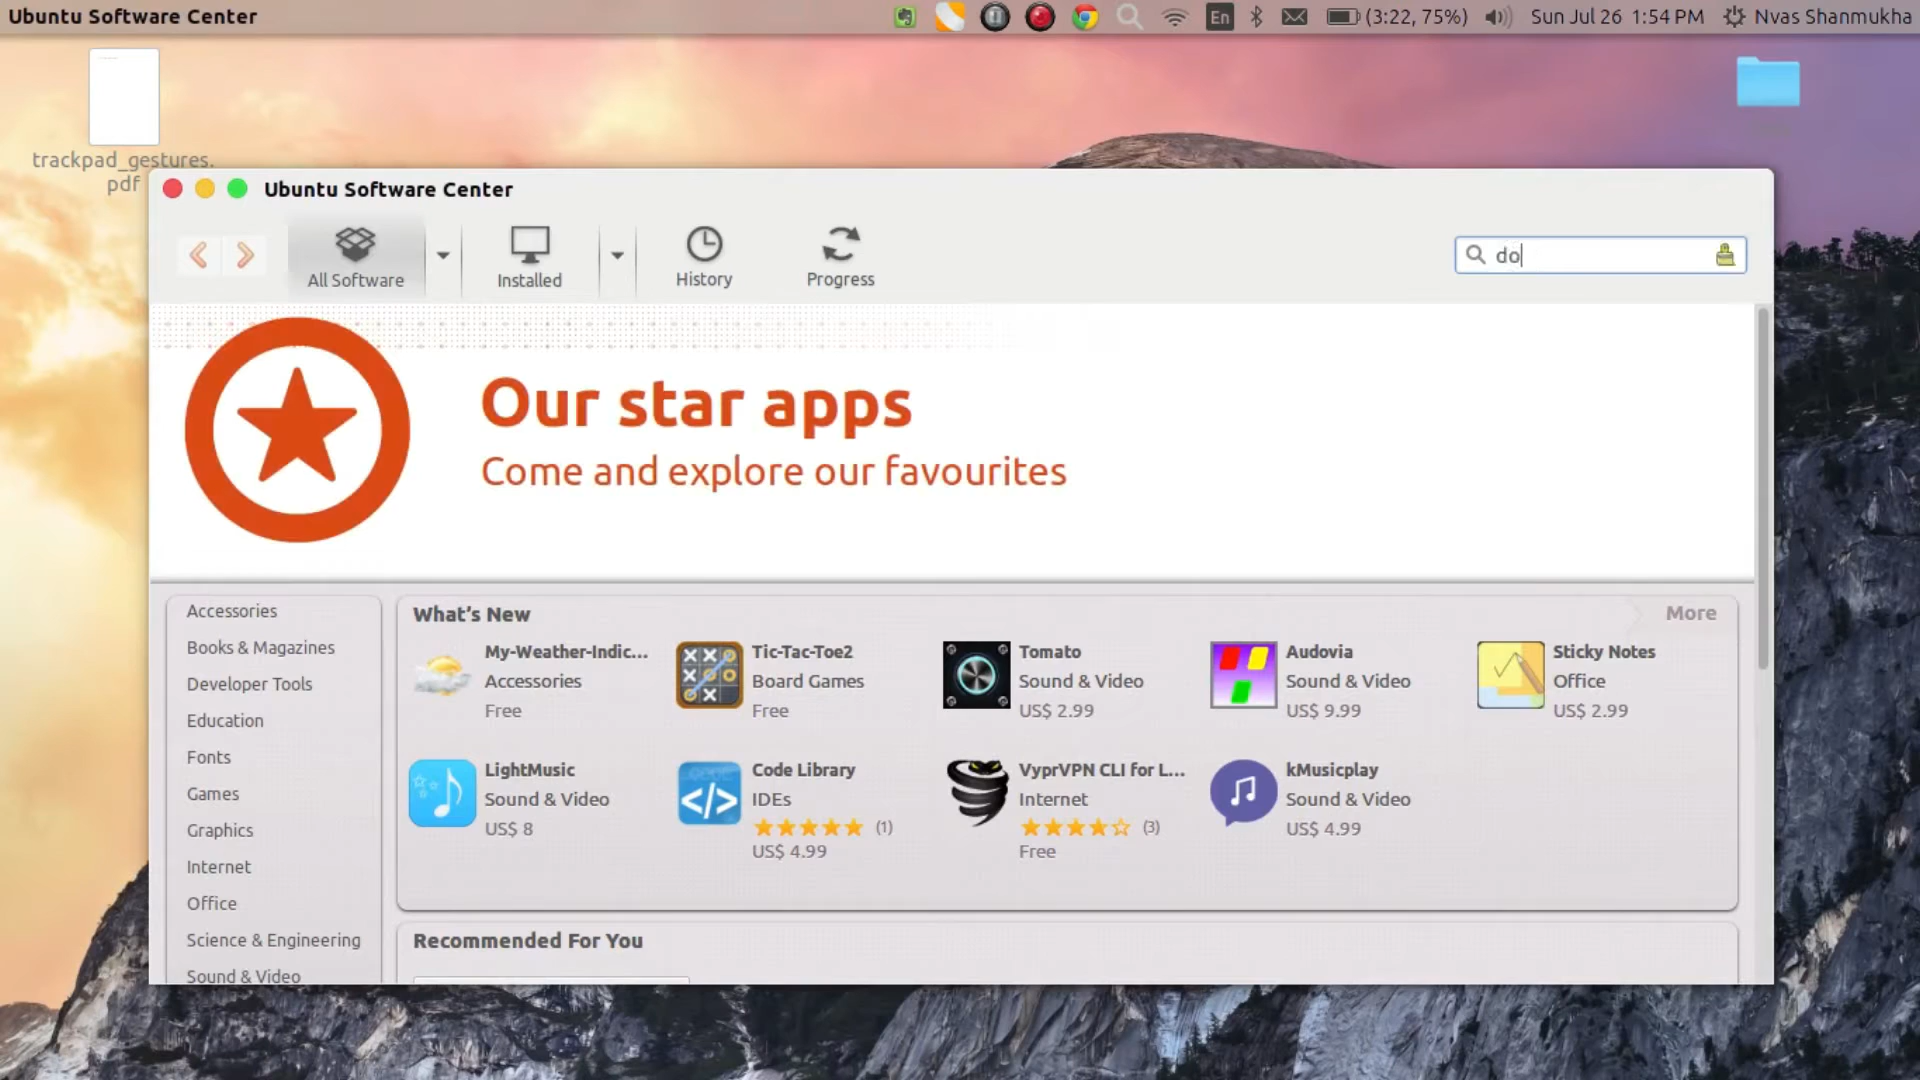 Ubuntu Software Center
En
(3:22, 75%)
Sun Jul 26 1:54 PM
Nvas Shanmukha
trackpad_gestures.
pdf
Ubuntu Software Center
All Software
Installed
History
Progress
do
Our star apps
Come and explore our favourites
Accessories
Books & Magazines
Developer Tools
Education
Fonts
Games
Graphics
Internet
Office
Science & Engineering
Sound & Video
What's New
More
My-Weather-Indic...
Accessories
Free
Tic-Tac-Toe2
Board Games
Free
Tomato
Sound & Video
US$ 2.99
Audovia
Sound & Video
US$ 9.99
Sticky Notes
Office
US$ 2.99
LightMusic
Sound & Video
US$ 8
Code Library
IDEs
(1)
US$ 4.99
VyprVPN CLI for L...
Internet
(3)
Free
kMusicplay
Sound & Video
US$ 4.99
Recommended For You